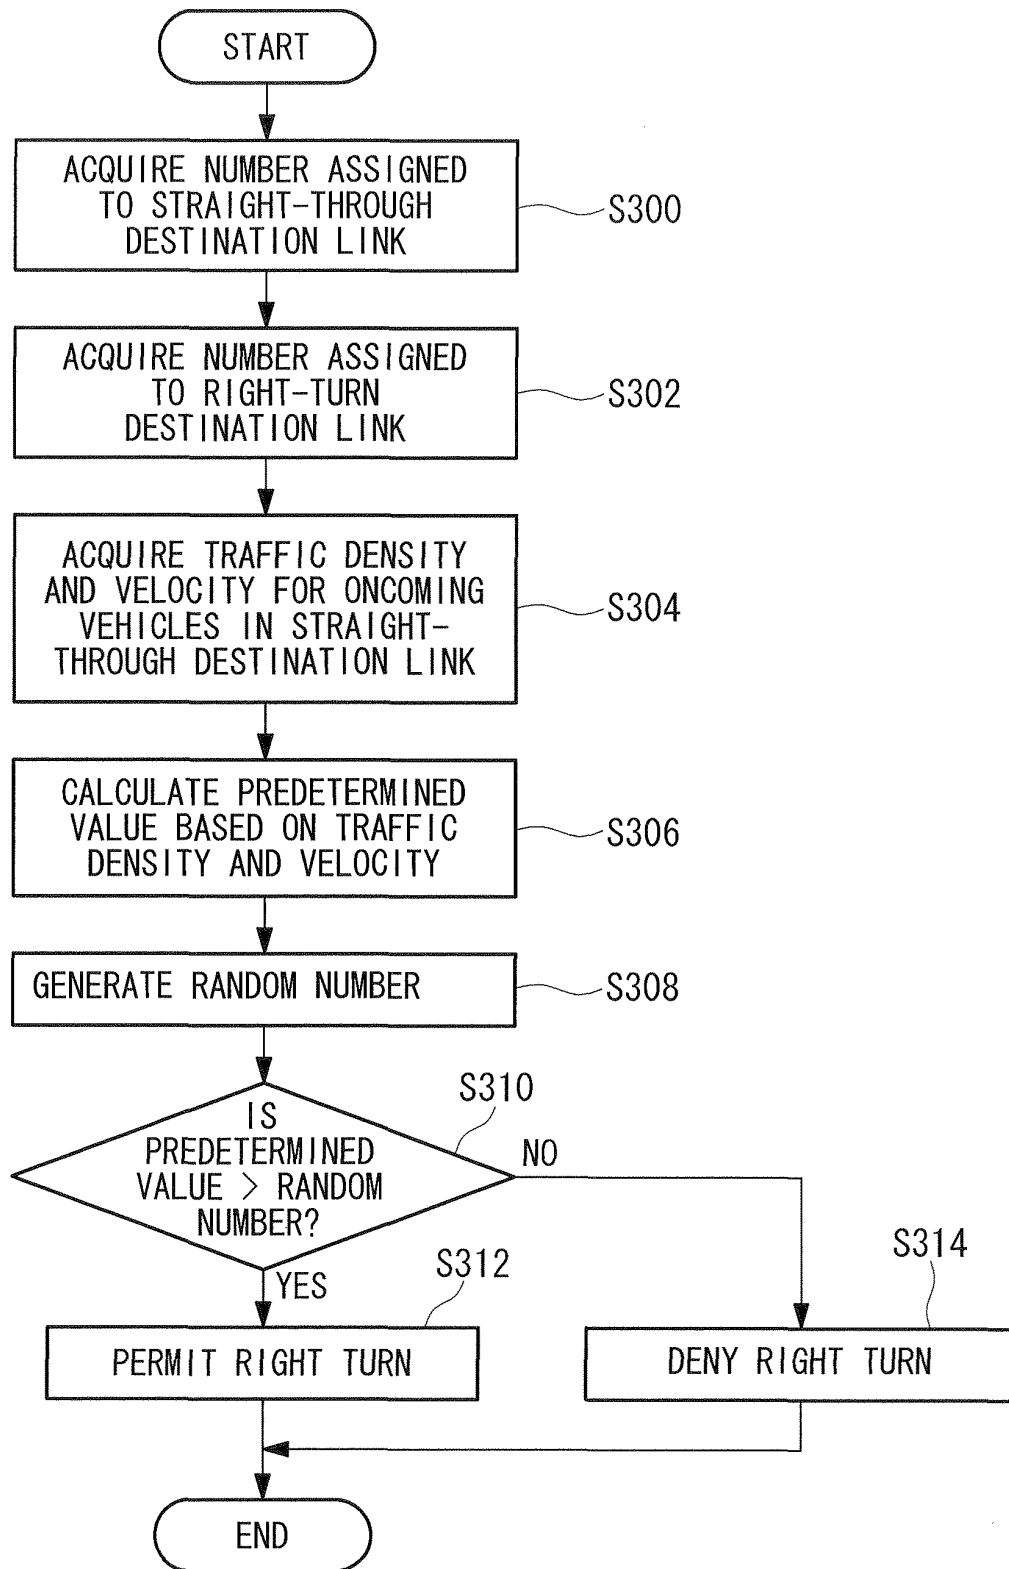 START
ACQUIRE NUMBER ASSIGNED
TO STRAIGHT-THROUGH
DESTINATION LINK
S300
ACQUIRE NUMBER ASSIGNED
TO RIGHT-TURN
DESTINATION LINK
S302
ACQUIRE TRAFFIC DENSITY
AND VELOCITY FOR ONCOMING
VEHICLES IN STRAIGHT-
THROUGH DESTINATION LINK
S304
CALCULATE PREDETERMINED
VALUE BASED ON TRAFFIC
DENSITY AND VELOCITY
S306
GENERATE RANDOM NUMBER
S308
S310
IS
PREDETERMINED
VALUE > RANDOM
NUMBER?
NO
YES
S312
S314
PERMIT RIGHT TURN
DENY RIGHT TURN
END